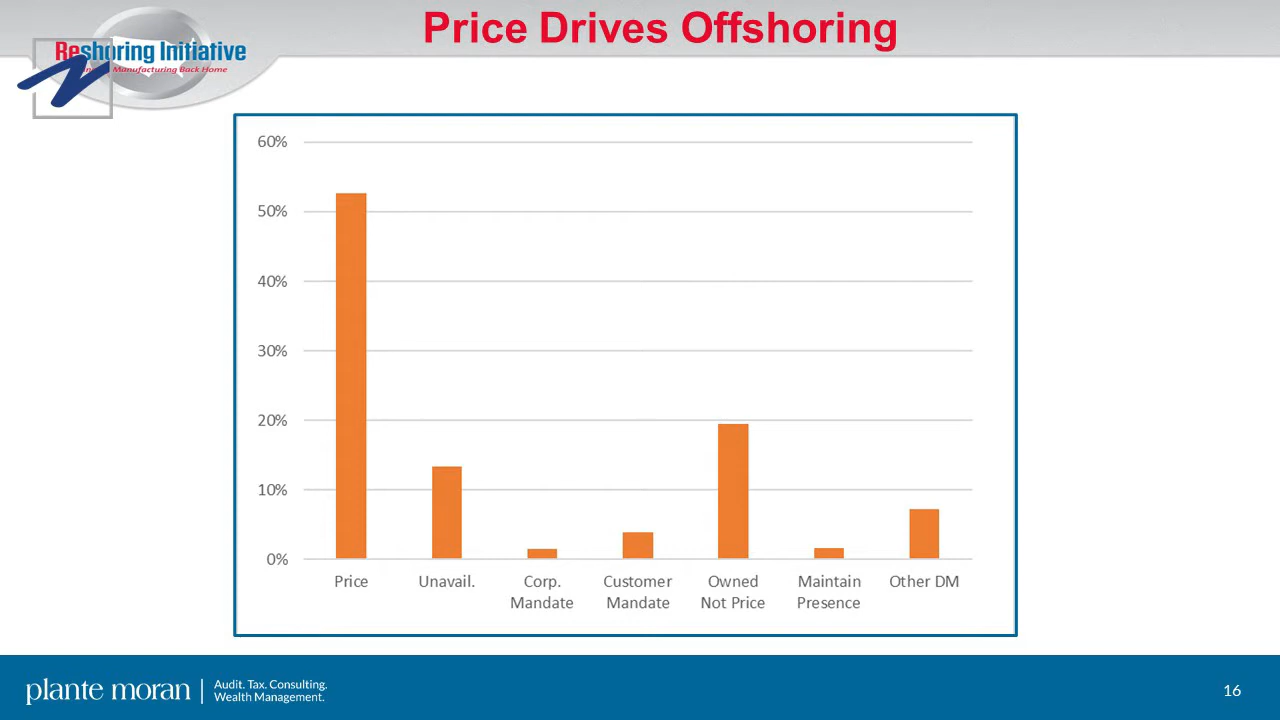 Price Drives Offshoring
Reshoring Initiative
Manufacturing Back Home
60%
50%
40%
30%
20%
10%
0%
Price Unavail. Corp. Mandate Customer Mandate Owned Not Price Maintain Presence Other DM
plante moran | Audit. Tax. Consulting.
Wealth Management.
16